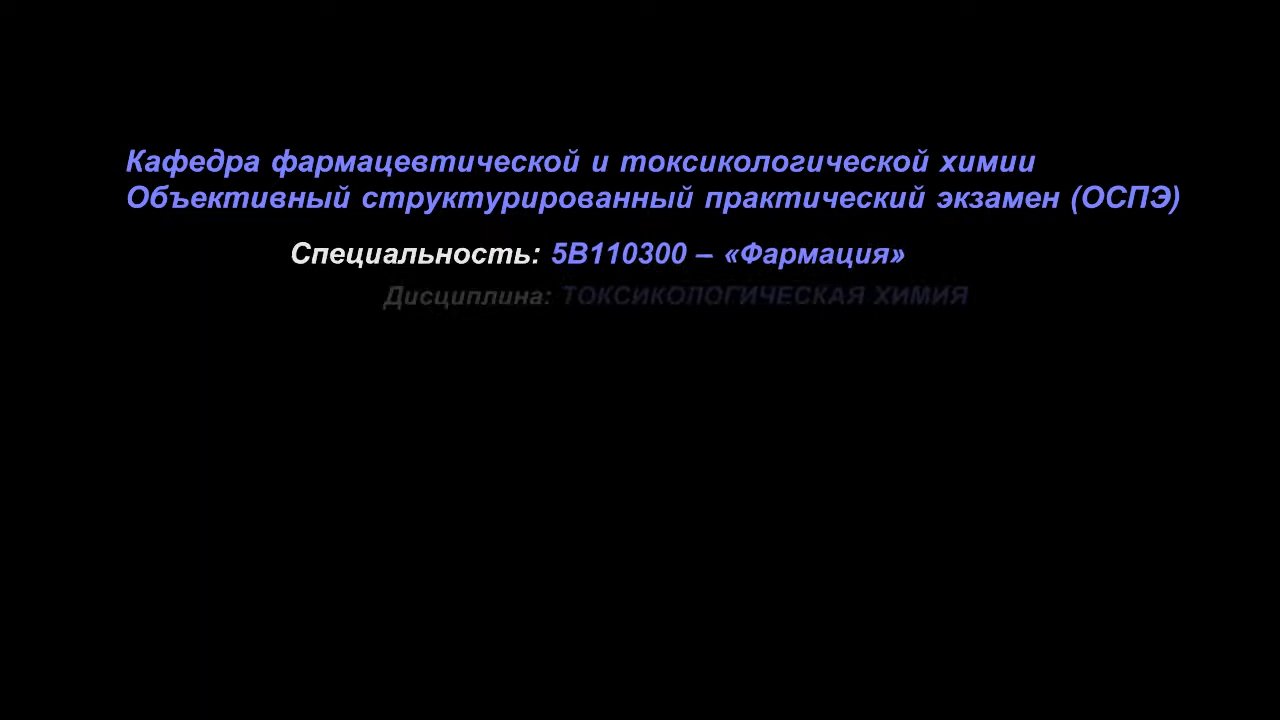 Кафедра фармацевтической и токсикологической химии
Объективный структурированный практический экзамен (ОСПЭ)
Специальность: 5В110300 – «Фармация»
Дисциплина: ТОКСИКОЛОГИЧЕСКАЯ ХИМИЯ